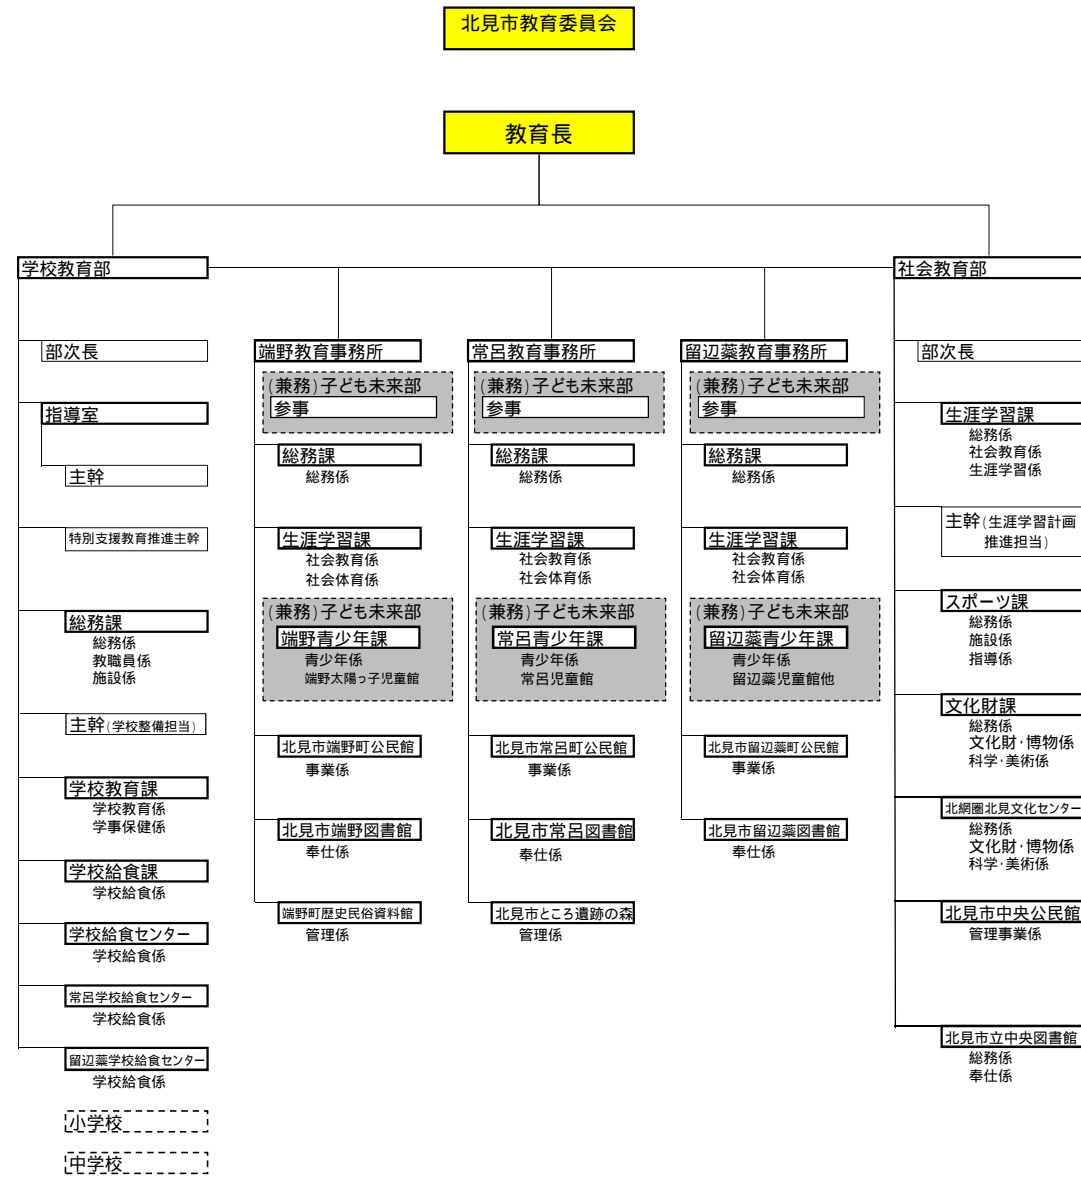 北見市教育委員会
教育長
学校教育部
部次長
指導室
主幹
特別支援教育推進主幹
総務課
総務係
教職員係
施設係
主幹(学校整備担当)
学校教育課
学校教育係
学事保健係
学校給食課
学校給食係
学校給食センター
学校給食係
常呂学校給食センター
学校給食係
留辺蘂学校給食センター
学校給食係
小学校
中学校
端野教育事務所
(兼務)子ども未来部
参事
総務課
総務係
生涯学習課
社会教育係
社会体育係
(兼務)子ども未来部
端野青少年課
青少年係
端野太陽っ子児童館
北見市端野町公民館
事業係
北見市端野図書館
奉仕係
端野町歴史民俗資料館
管理係
常呂教育事務所
(兼務)子ども未来部
参事
総務課
総務係
生涯学習課
社会教育係
社会体育係
(兼務)子ども未来部
常呂青少年課
青少年係
常呂児童館
北見市常呂町公民館
事業係
北見市常呂図書館
奉仕係
北見市ところ遺跡の森
管理係
留辺蘂教育事務所
(兼務)子ども未来部
参事
総務課
総務係
生涯学習課
社会教育係
社会体育係
(兼務)子ども未来部
留辺蘂青少年課
青少年係
留辺蘂児童館他
北見市留辺蘂町公民館
事業係
北見市留辺蘂図書館
奉仕係
社会教育部
部次長
生涯学習課
総務係
社会教育係
生涯学習係
主幹(生涯学習計画
推進担当)
スポーツ課
総務係
施設係
指導係
文化財課
総務係
文化財・博物係
科学・美術係
北網圏北見文化センター
総務係
文化財・博物係
科学・美術係
北見市中央公民館
管理事業係
北見市立中央図書館
総務係
奉仕係